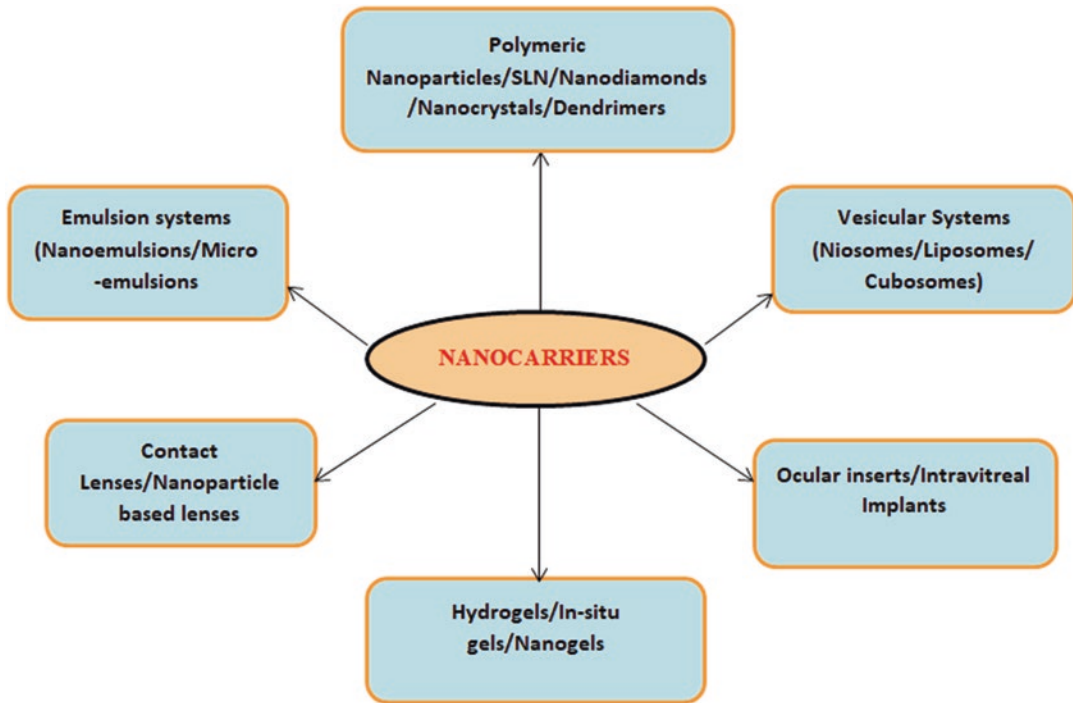 Polymeric
Nanoparticles/SLN/Nanodiamonds
/Nanocrystals/Dendrimers
Emulsion systems
(Nanoemulsions/Micro
-emulsions
Vesicular Systems
(Niosomes/Liposomes/
Cubosomes)
NANOCARRIERS
Contact
Lenses/Nanoparticle
based lenses
Ocular inserts/Intravitreal
Implants
Hydrogels/In-situ
gels/Nanogels